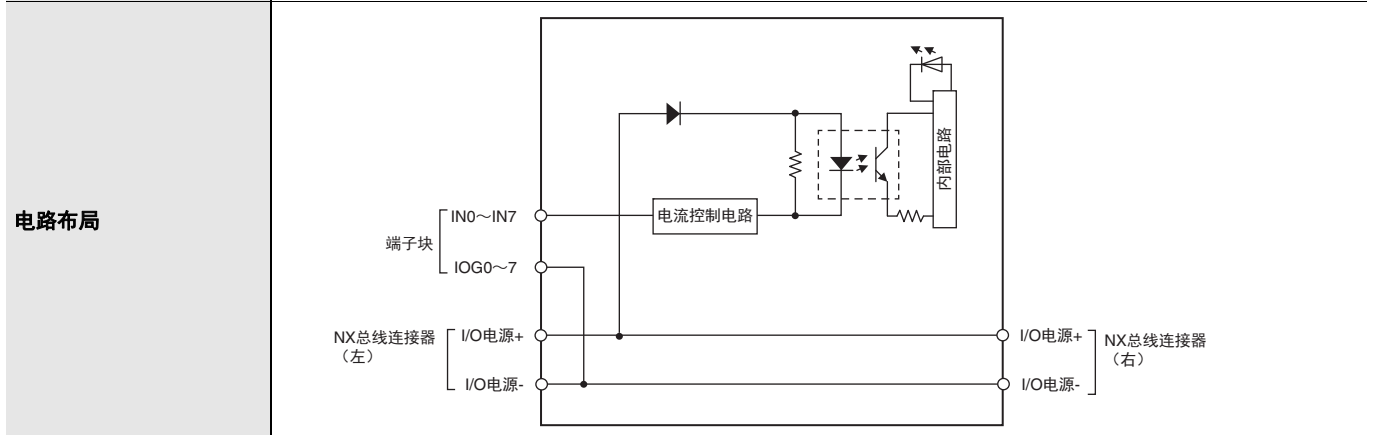 电路布局
内部电路
IN0～IN7
电流控制电路
端子块
IOG0～7
NX总线连接器
（左）
I/O电源+
I/O电源-
I/O电源+
I/O电源-
NX总线连接器
（右）